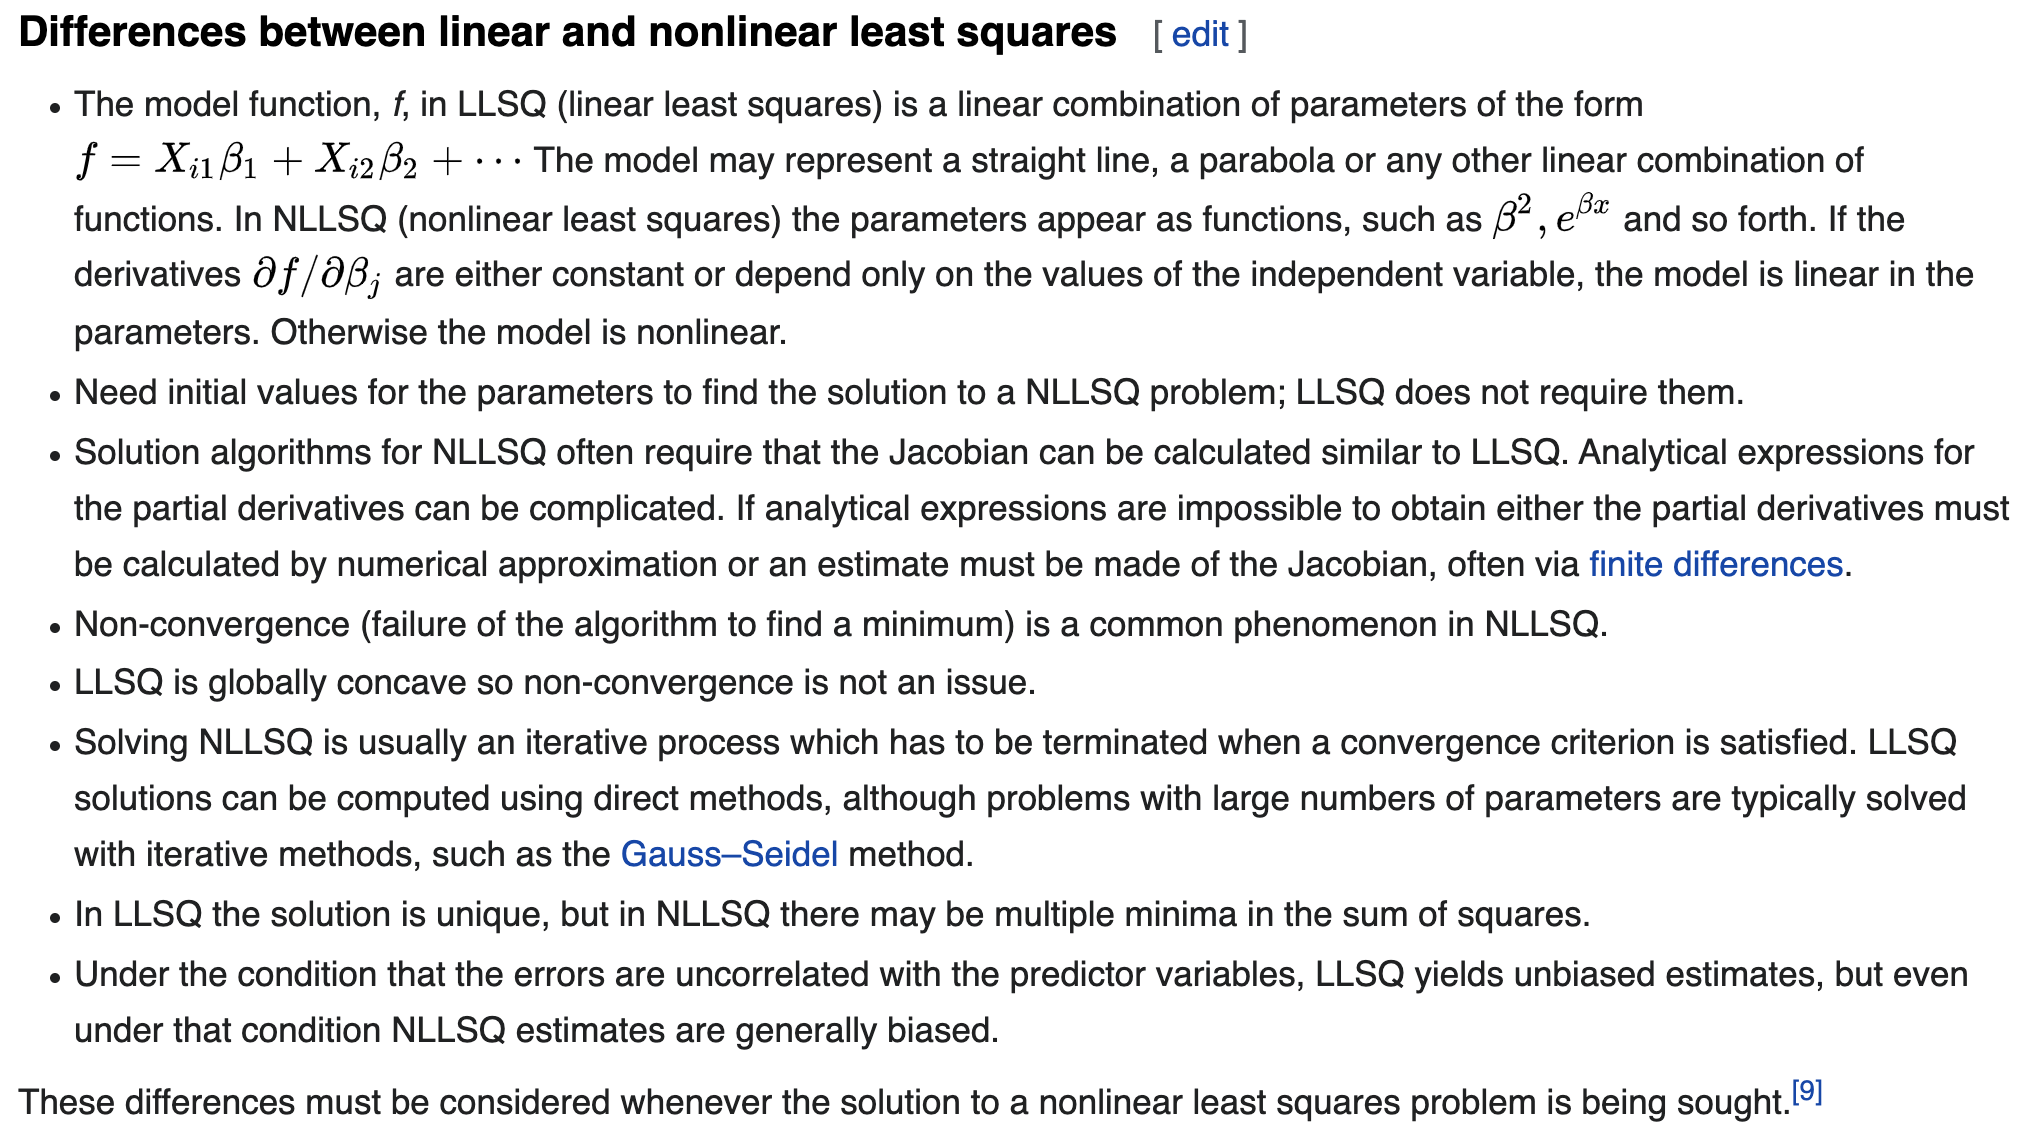 Differences between linear and nonlinear least squares [ edit ]
• The model function, f, in LLSQ (linear least squares) is a linear combination of parameters of the form
f = X_{i1}β_1 + X_{i2}β_2 + ⋯ The model may represent a straight line, a parabola or any other linear combination of
functions. In NLLSQ (nonlinear least squares) the parameters appear as functions, such as β^2, e^{βx} and so forth. If the
derivatives ∂f/∂β_j are either constant or depend only on the values of the independent variable, the model is linear in the
parameters. Otherwise the model is nonlinear.
• Need initial values for the parameters to find the solution to a NLLSQ problem; LLSQ does not require them.
• Solution algorithms for NLLSQ often require that the Jacobian can be calculated similar to LLSQ. Analytical expressions for
the partial derivatives can be complicated. If analytical expressions are impossible to obtain either the partial derivatives must
be calculated by numerical approximation or an estimate must be made of the Jacobian, often via finite differences.
• Non-convergence (failure of the algorithm to find a minimum) is a common phenomenon in NLLSQ.
• LLSQ is globally concave so non-convergence is not an issue.
• Solving NLLSQ is usually an iterative process which has to be terminated when a convergence criterion is satisfied. LLSQ
solutions can be computed using direct methods, although problems with large numbers of parameters are typically solved
with iterative methods, such as the Gauss–Seidel method.
• In LLSQ the solution is unique, but in NLLSQ there may be multiple minima in the sum of squares.
• Under the condition that the errors are uncorrelated with the predictor variables, LLSQ yields unbiased estimates, but even
under that condition NLLSQ estimates are generally biased.
These differences must be considered whenever the solution to a nonlinear least squares problem is being sought.[9]